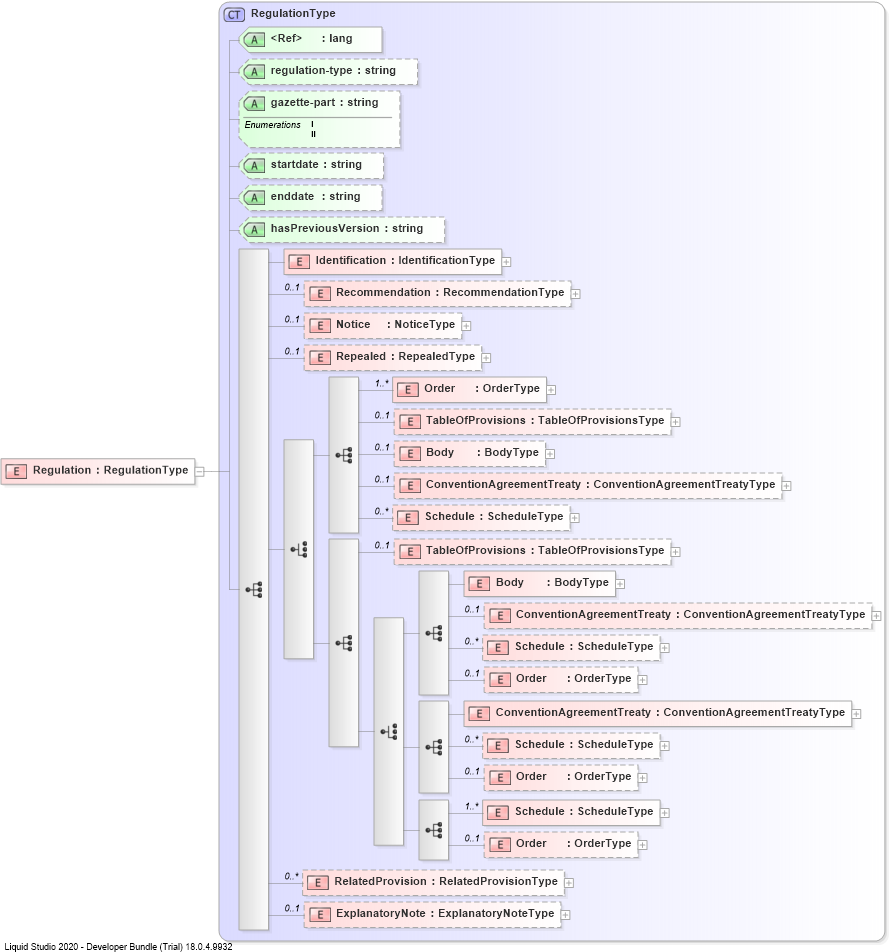 CT RegulationType
A <Ref> : lang
A regulation-type : string
A gazette-part : string
Enumerations I
II
A startdate : string
A enddate : string
A hasPreviousVersion : string
E Identification : IdentificationType
0..1 E Recommendation : RecommendationType
0..1 E Notice : NoticeType
0..1 E Repealed : RepealedType
1..* E Order : OrderType
0..1 E TableOfProvisions : TableOfProvisionsType
0..1 E Body : BodyType
E Regulation : RegulationType
0..1 E ConventionAgreementTreaty : ConventionAgreementTreatyType
0..* E Schedule : ScheduleType
0..1 E TableOfProvisions : TableOfProvisionsType
E Body : BodyType
0..1 E ConventionAgreementTreaty : ConventionAgreementTreatyType
0..* E Schedule : ScheduleType
0..1 E Order : OrderType
E ConventionAgreementTreaty : ConventionAgreementTreatyType
0..* E Schedule : ScheduleType
0..1 E Order : OrderType
1..* E Schedule : ScheduleType
0..1 E Order : OrderType
0..* E RelatedProvision : RelatedProvisionType
0..1 E ExplanatoryNote : ExplanatoryNoteType
Liquid Studio 2020 - Developer Bundle (Trial) 18.0.4.9932